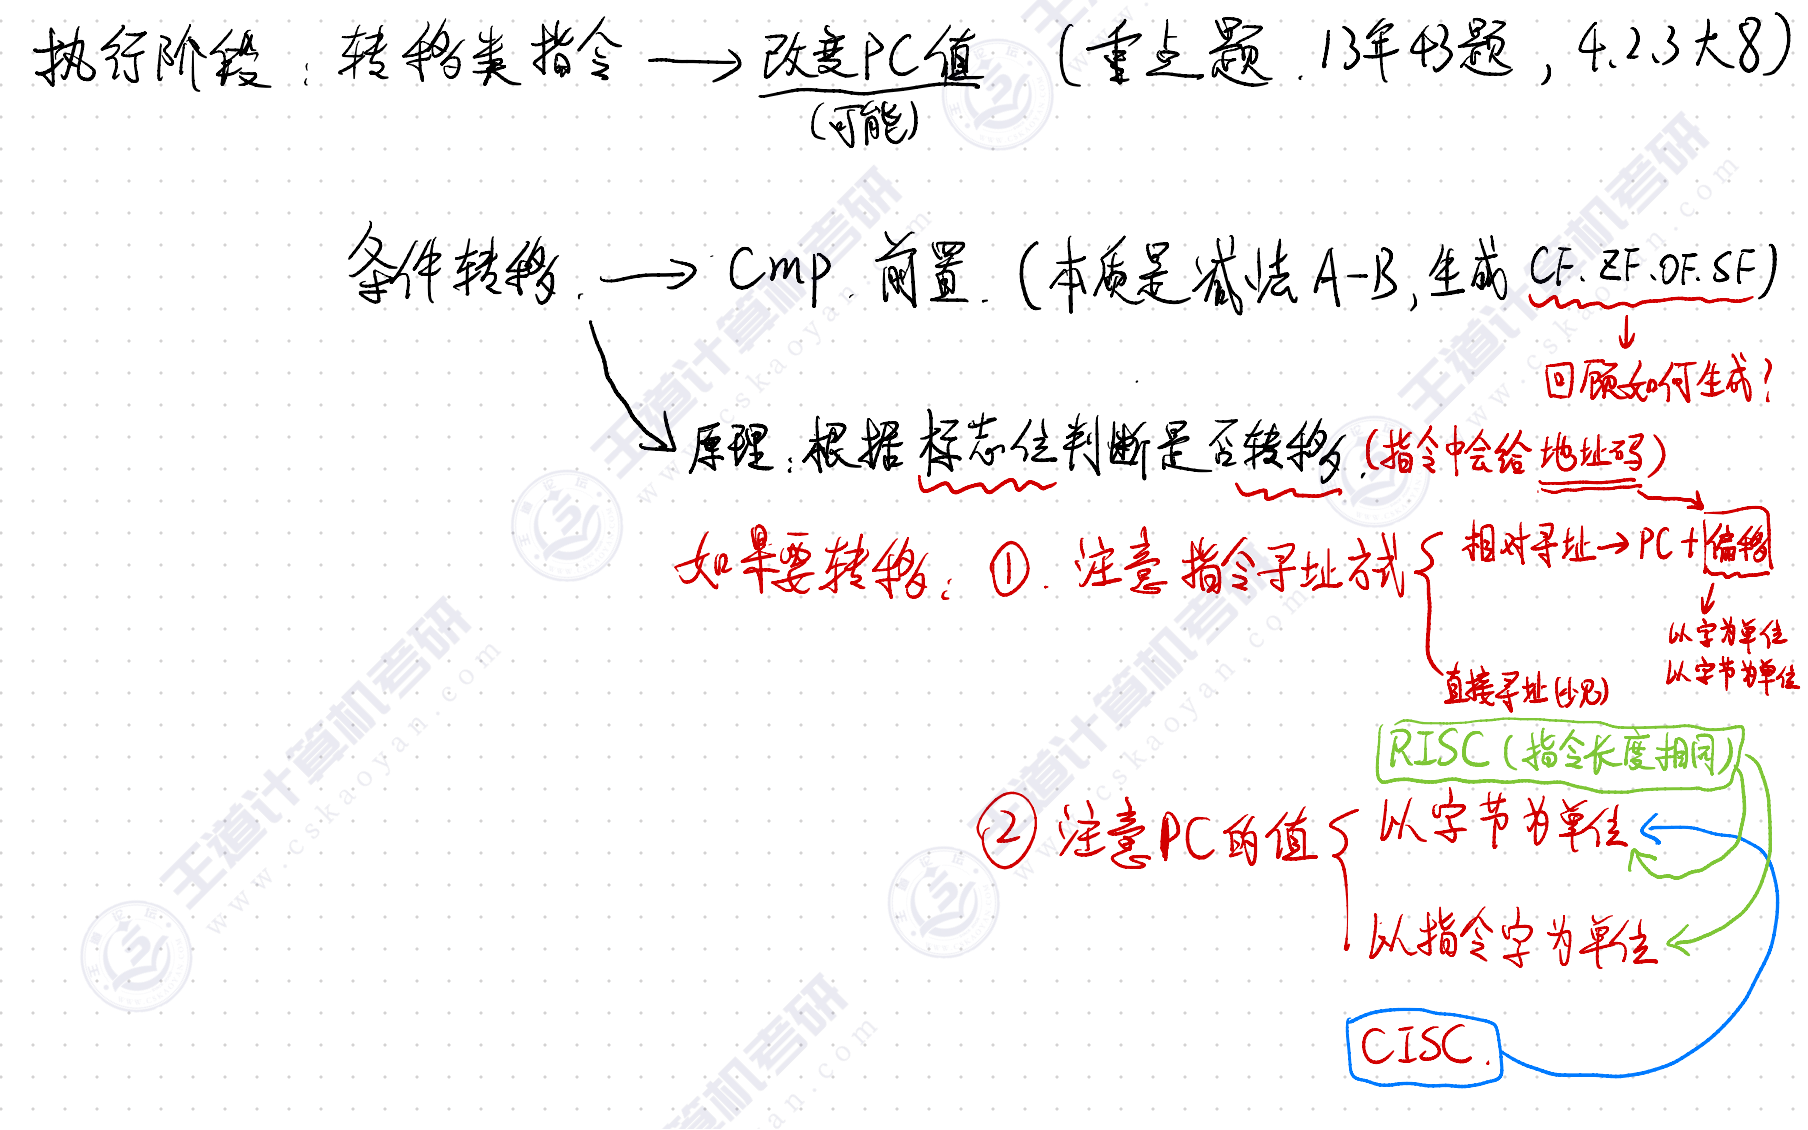 执行阶段：转移类指令 → 改变PC值 (重点题．13年43题，4.2.3大8)
(可能)
条件转移． → Cmp．前置．(本质是减法A-B，生成 CF.ZF.OF.SF)
回顾如何生成？
原理：根据标志位判断是否转移．(指令中会给地址码)
如果要转移：①．注意指令寻址方式
相对寻址→PC+偏移
以字为单位
以字节为单位
直接寻址(少见)
RISC(指令长度相同)
②注意PC的值
以字节为单位
以指令字为单位
CISC.
王道计算机考研
www.cskaoyan.com